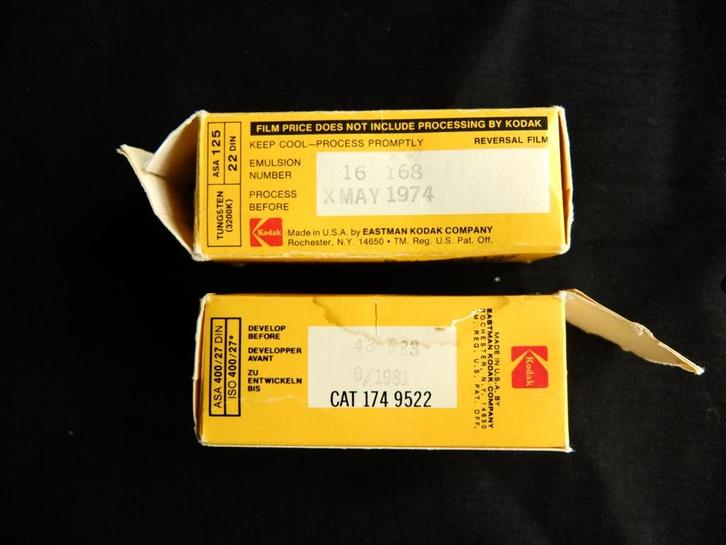 FILM PRICE DOES NOT INCLUDE PROCESSING BY KODAK
KEEP COOL—PROCESS PROMPTLY REVERSAL FILM
ASA 125
22 DIN
TUNGSTEN
(3200K)
EMULSION
NUMBER
16 168
PROCESS
BEFORE
X MAY 1974
Kodak
Made in U.S.A. by EASTMAN KODAK COMPANY
Rochester, N.Y. 14650 • TM. Reg. U.S. Pat. Off.
ASA 400/27 DIN
ISO 400/27°
DEVELOP
BEFORE
DEVELOPPER
AVANT
ZU
ENTWICKELN
BIS
6/1981
CAT 174 9522
MADE IN U.S.A. BY
EASTMAN KODAK COMPANY
ROCHESTER, N.Y. 14650
TM. REG. U.S. PAT. OFF.
Kodak